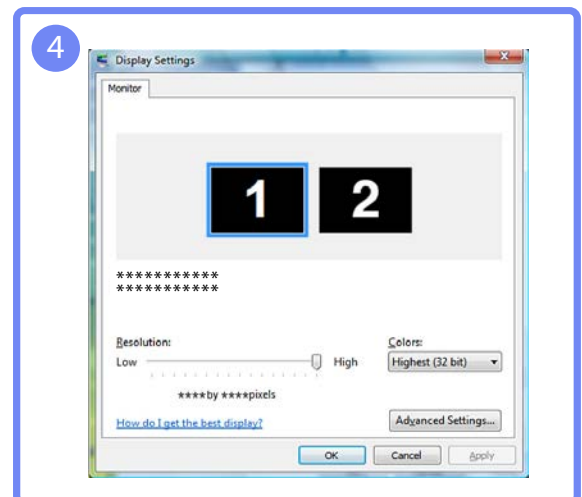 4
Display Settings
Monitor
1 2
***********
***********
Resolution: Colors:
Low High Highest (32 bit)
****by ****pixels
How do I get the best display? Advanced Settings...
OK Cancel Apply